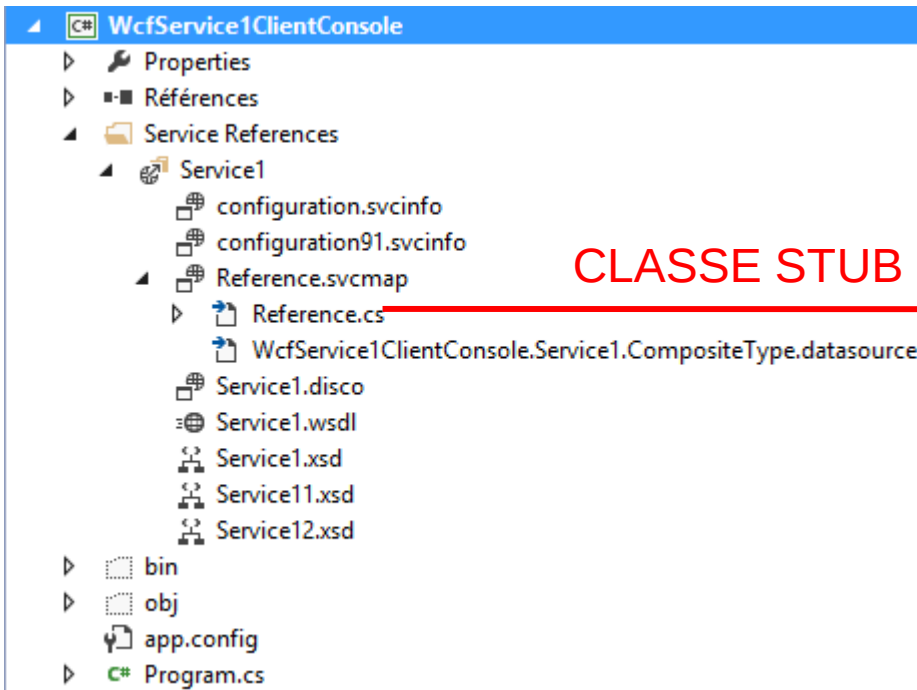 C# WcfService1ClientConsole
Properties
Références
Service References
Service1
configuration.svcinfo
configuration91.svcinfo
Reference.svcmap
CLASSE STUB
Reference.cs
WcfService1ClientConsole.Service1.CompositeType.datasource
Service1.disco
Service1.wsdl
Service1.xsd
Service11.xsd
Service12.xsd
bin
obj
app.config
C# Program.cs